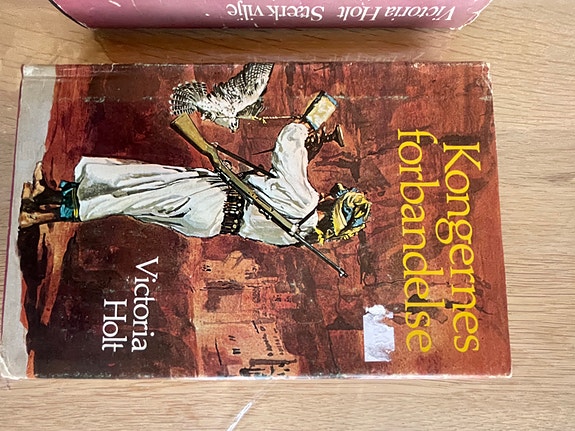 Victoria Holt Stærk vilje
Kongernes
forbandelse
Victoria
Holt